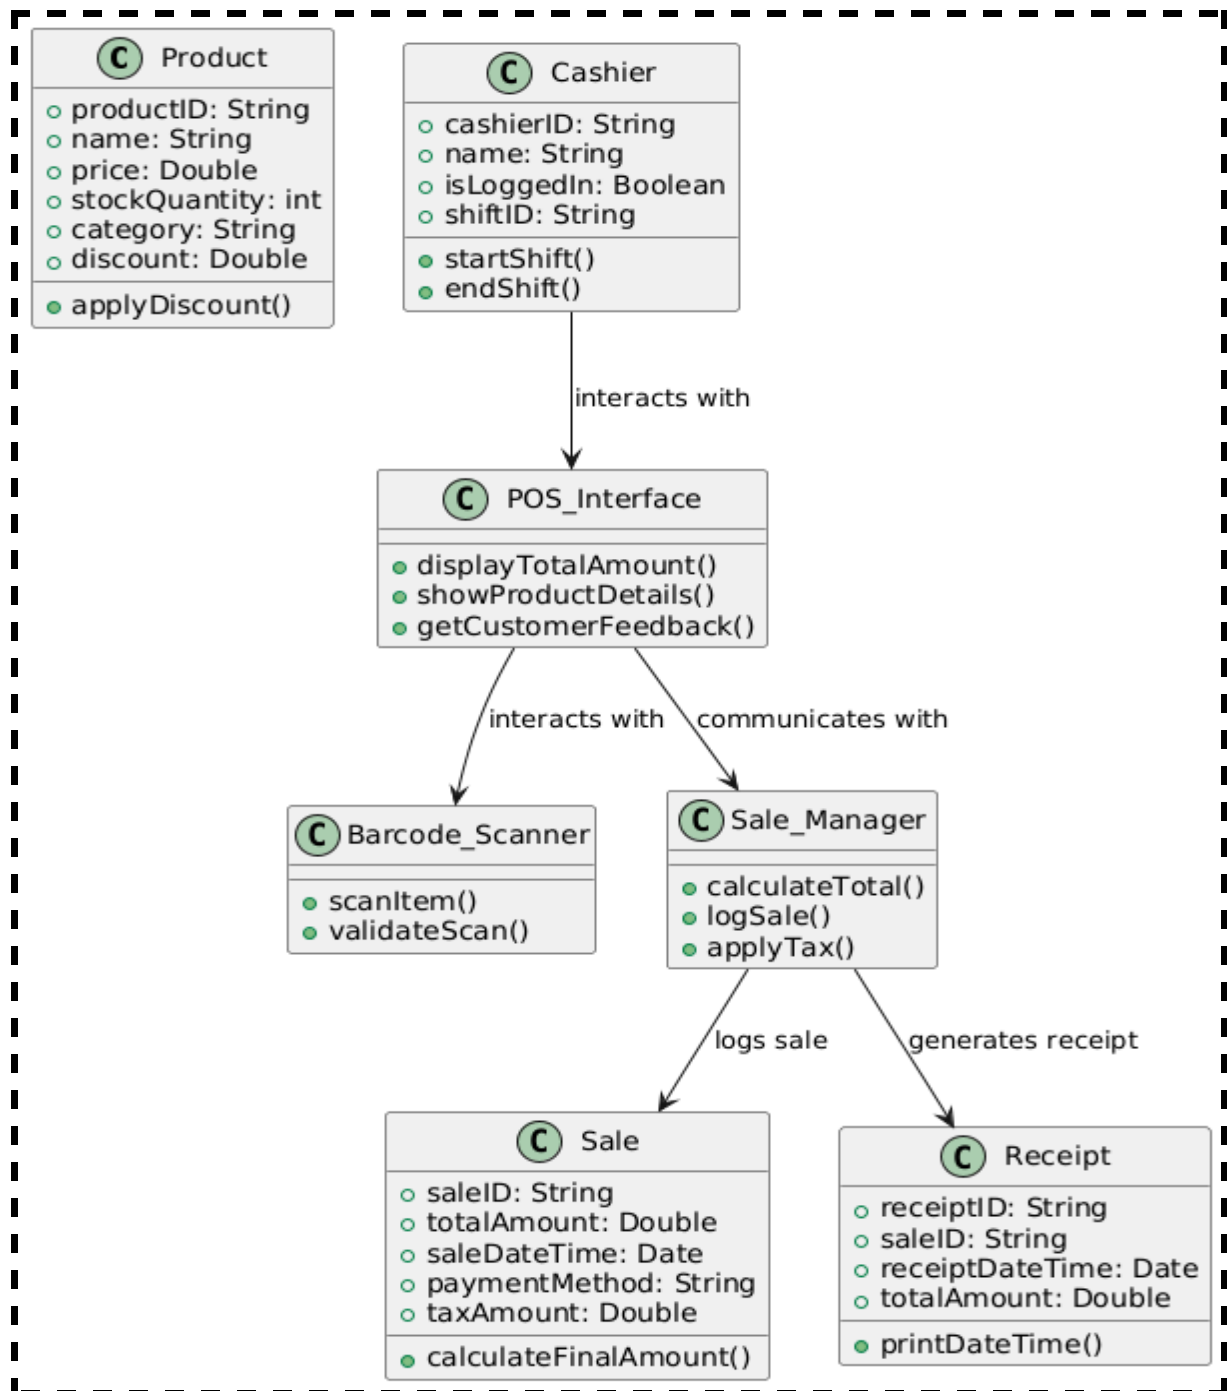 C Product
productID: String
name: String
price: Double
stockQuantity: int
category: String
discount: Double
applyDiscount()
C Cashier
cashierID: String
name: String
isLoggedIn: Boolean
shiftID: String
startShift()
endShift()
interacts with
C POS_Interface
displayTotalAmount()
showProductDetails()
getCustomerFeedback()
interacts with
communicates with
C Barcode_Scanner
scanItem()
validateScan()
C Sale_Manager
calculateTotal()
logSale()
applyTax()
logs sale
generates receipt
C Sale
saleID: String
totalAmount: Double
saleDateTime: Date
paymentMethod: String
taxAmount: Double
calculateFinalAmount()
C Receipt
receiptID: String
saleID: String
receiptDateTime: Date
totalAmount: Double
printDateTime()